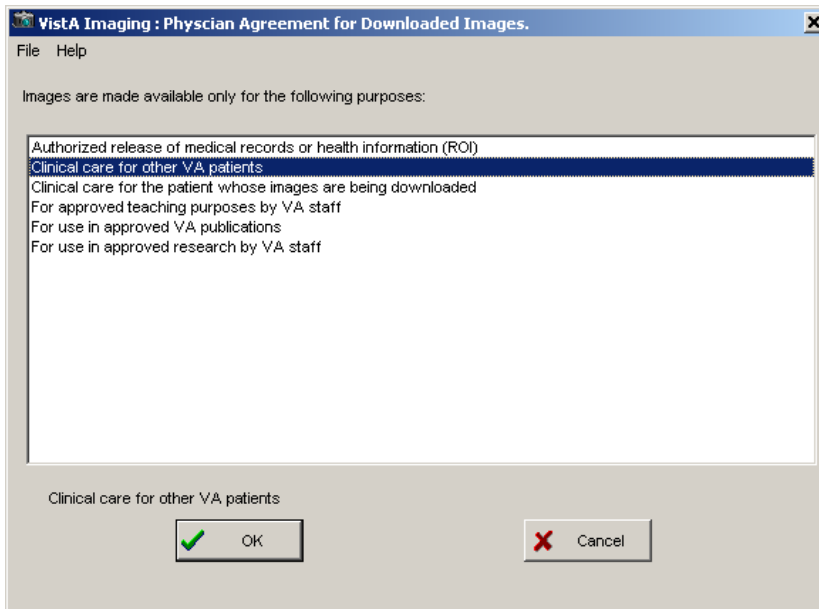 VistA Imaging : Physcian Agreement for Downloaded Images.
File Help
Images are made available only for the following purposes:
Authorized release of medical records or health information (ROI)
Clinical care for other VA patients
Clinical care for the patient whose images are being downloaded
For approved teaching purposes by VA staff
For use in approved VA publications
For use in approved research by VA staff
Clinical care for other VA patients
OK Cancel